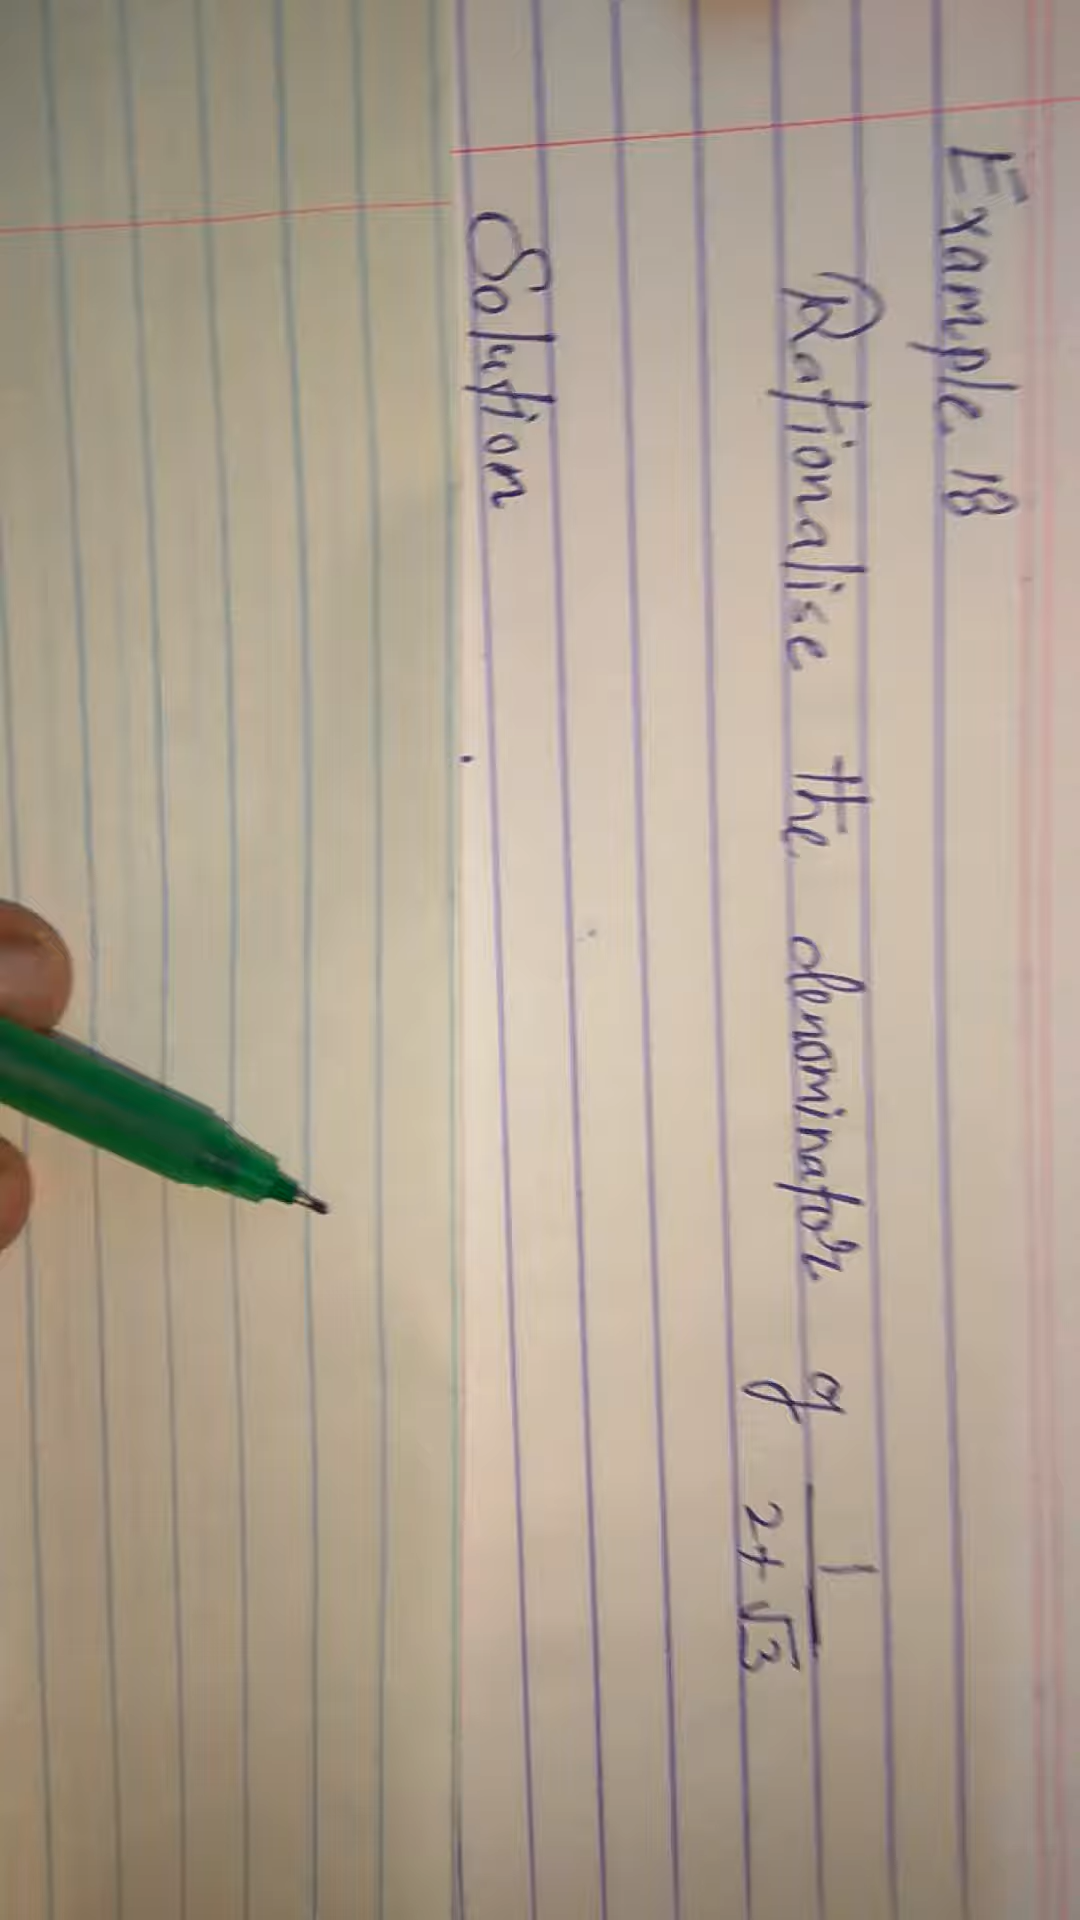 Example 18
Rationalise the denominator of 1/2+√3
Solution